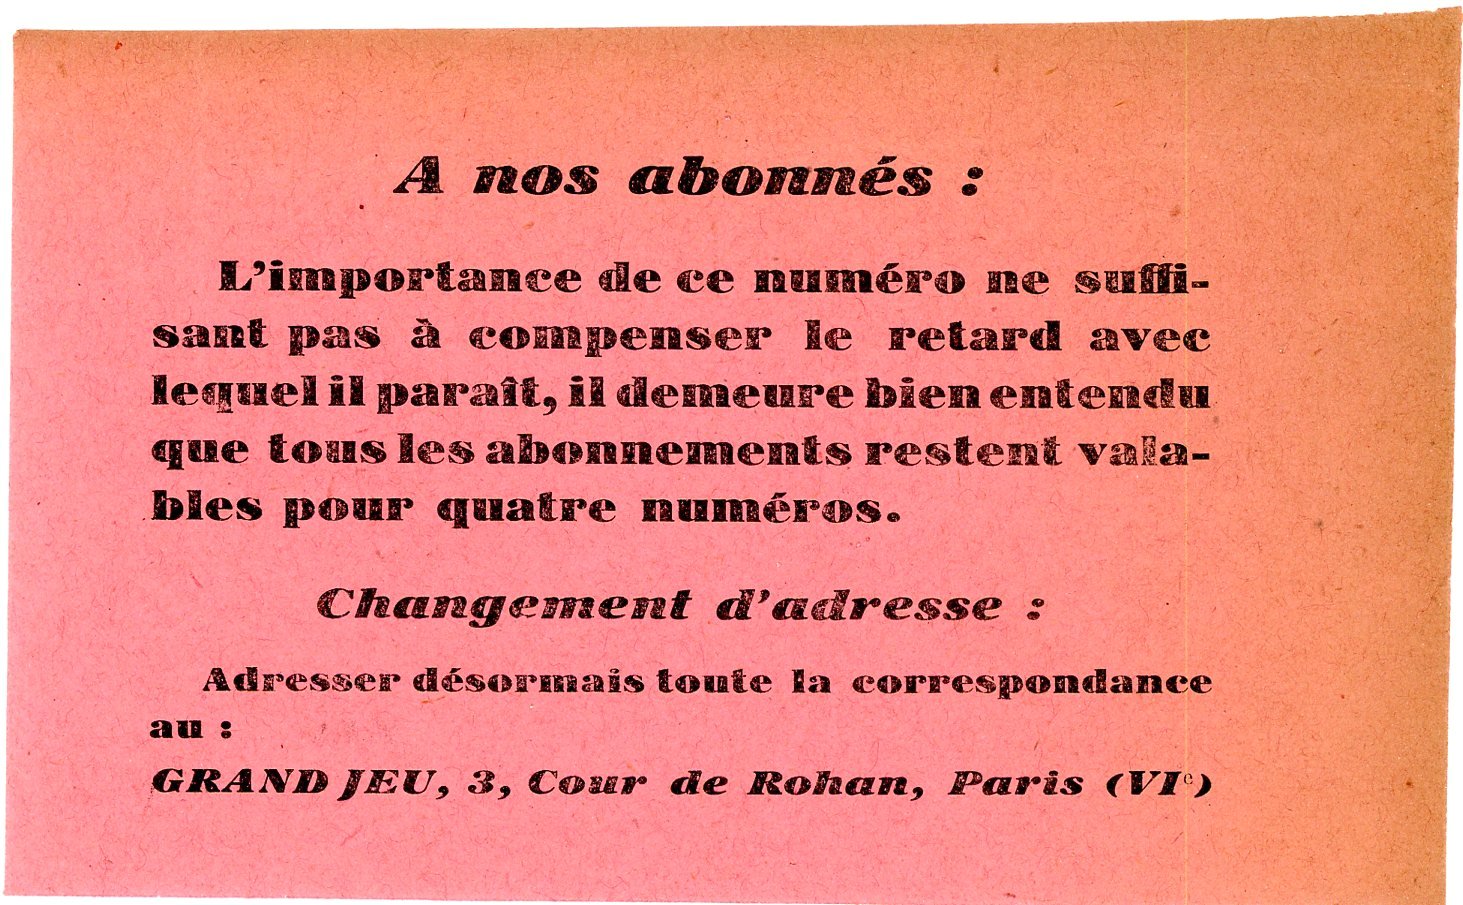 A nos abonnés :
L'importance de ce numéro ne suffi-
sant pas à compenser le retard avec
lequel il paraît, il demeure bien entendu
que tous les abonnements restent vala-
bles pour quatre numéros.
Changement d'adresse :
Adresser désormais toute la correspondance
au :
GRAND JEU, 3, Cour de Rohan, Paris (VIᵉ)